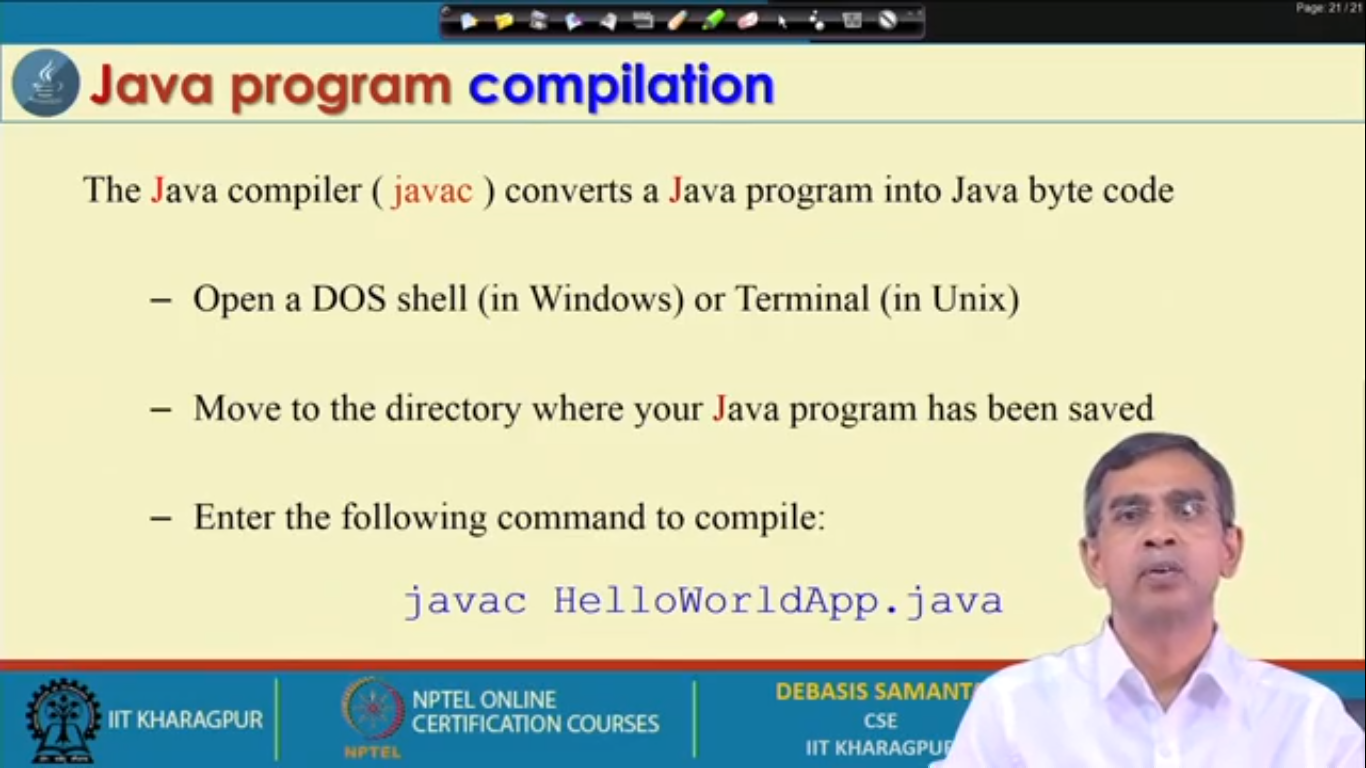 Page: 21 / 21
Java program compilation
The Java compiler ( javac ) converts a Java program into Java byte code
– Open a DOS shell (in Windows) or Terminal (in Unix)
– Move to the directory where your Java program has been saved
– Enter the following command to compile:
javac HelloWorldApp.java
IIT KHARAGPUR
NPTEL
NPTEL ONLINE
CERTIFICATION COURSES
DEBASIS SAMANT
CSE
IIT KHARAGPUR